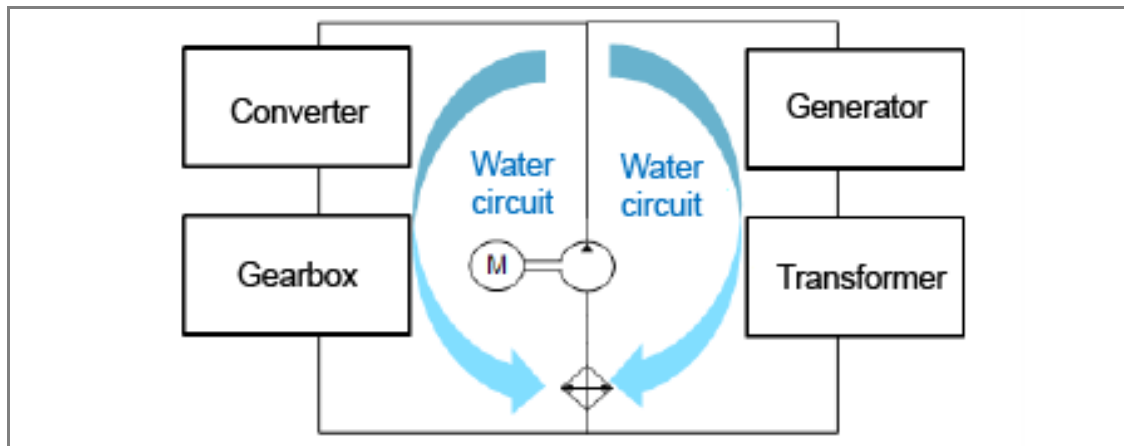 Converter
Generator
Water
circuit
Water
circuit
Gearbox
M
Transformer